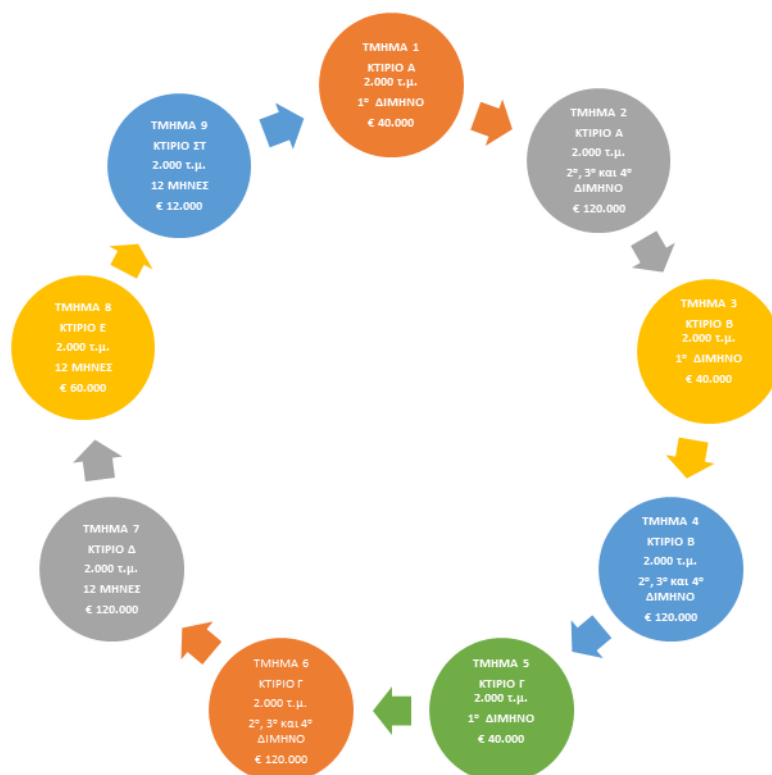 ΤΜΗΜΑ 1
ΚΤΙΡΙΟ Α
2.000 τ.μ.
1ο ΔΙΜΗΝΟ
€ 40.000
ΤΜΗΜΑ 2
ΚΤΙΡΙΟ Α
2.000 τ.μ.
2ο, 3ο και 4ο
ΔΙΜΗΝΟ
€ 120.000
ΤΜΗΜΑ 3
ΚΤΙΡΙΟ Β
2.000 τ.μ.
1ο ΔΙΜΗΝΟ
€ 40.000
ΤΜΗΜΑ 4
ΚΤΙΡΙΟ Β
2.000 τ.μ.
2ο, 3ο και 4ο
ΔΙΜΗΝΟ
€ 120.000
ΤΜΗΜΑ 5
ΚΤΙΡΙΟ Γ
2.000 τ.μ.
1ο ΔΙΜΗΝΟ
€ 40.000
ΤΜΗΜΑ 6
ΚΤΙΡΙΟ Γ
2.000 τ.μ.
2ο, 3ο και 4ο
ΔΙΜΗΝΟ
€ 120.000
ΤΜΗΜΑ 7
ΚΤΙΡΙΟ Δ
2.000 τ.μ.
12 ΜΗΝΕΣ
€ 120.000
ΤΜΗΜΑ 8
ΚΤΙΡΙΟ Ε
2.000 τ.μ.
12 ΜΗΝΕΣ
€ 60.000
ΤΜΗΜΑ 9
ΚΤΙΡΙΟ ΣΤ
2.000 τ.μ.
12 ΜΗΝΕΣ
€ 12.000